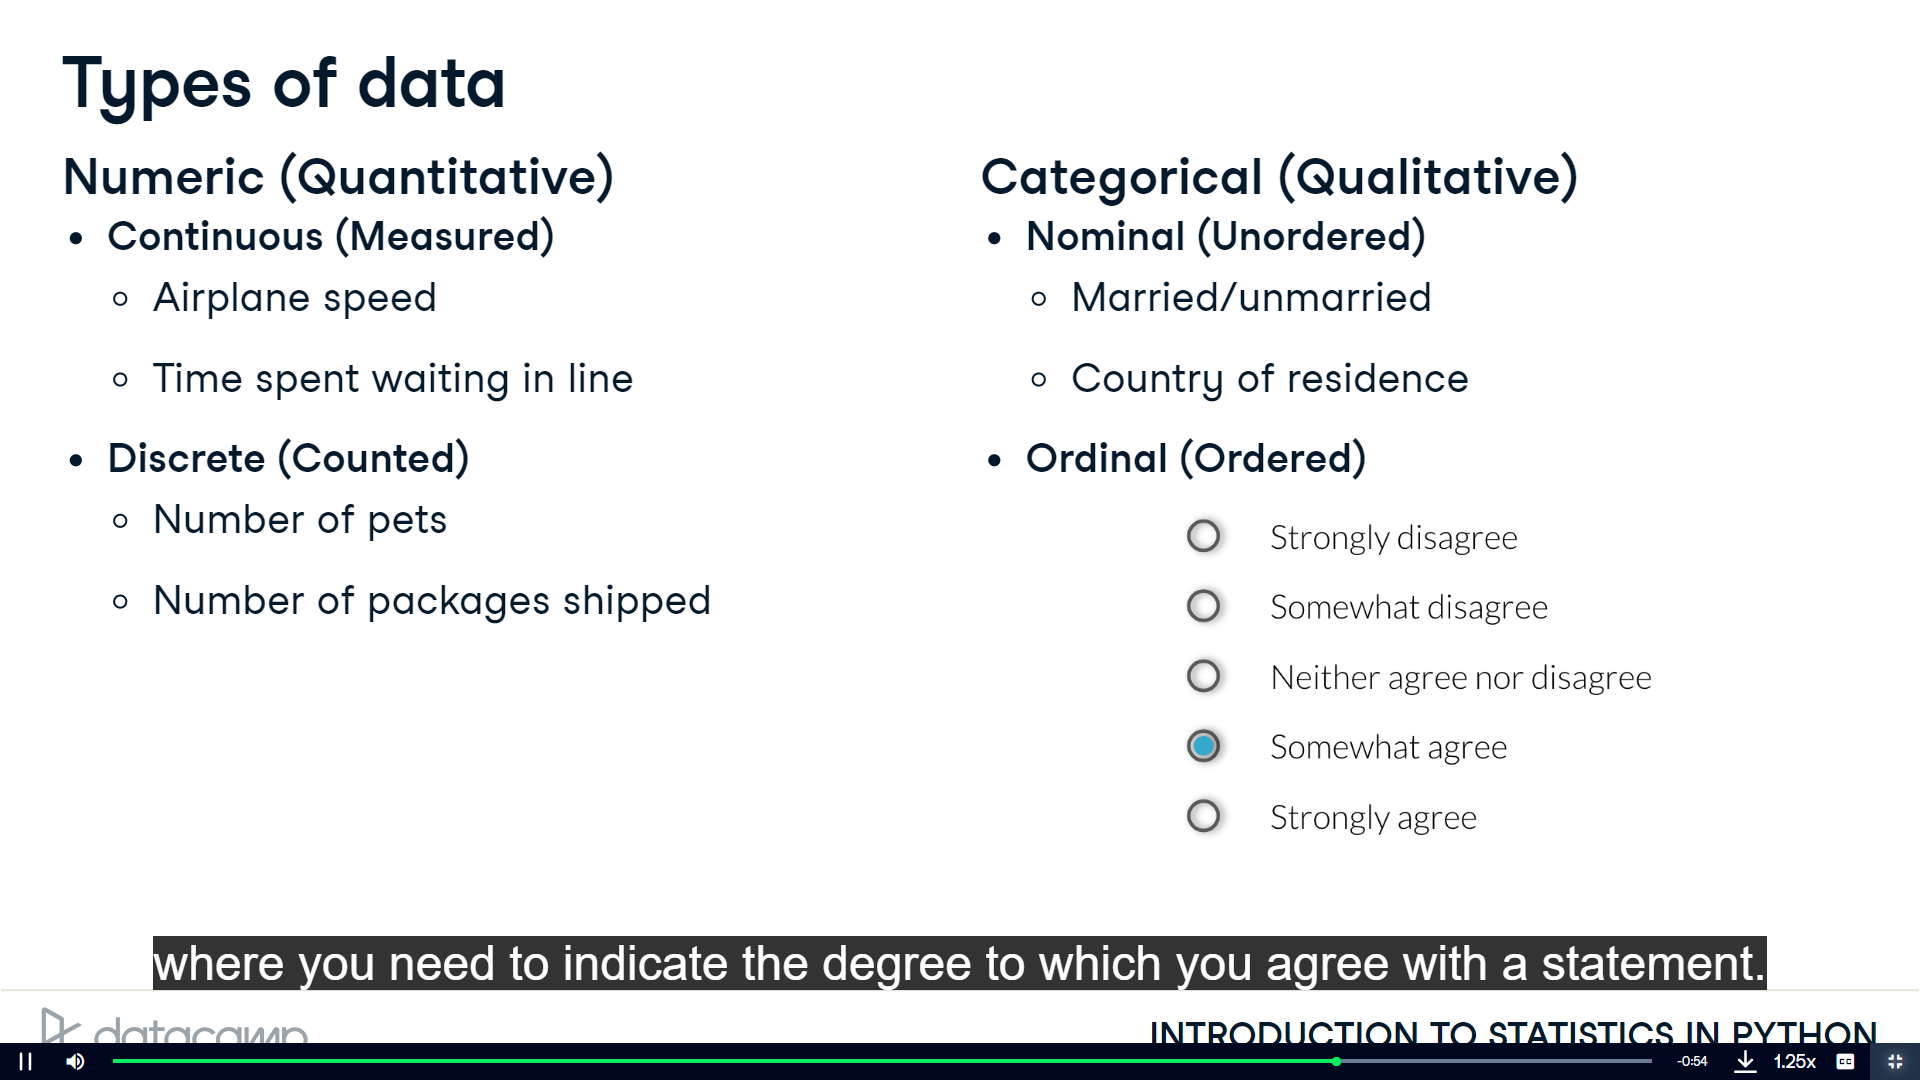 Types of data
Numeric (Quantitative)
Continuous (Measured)
Airplane speed
Time spent waiting in line
Discrete (Counted)
Number of pets
Number of packages shipped
Categorical (Qualitative)
Nominal (Unordered)
Married/unmarried
Country of residence
Ordinal (Ordered)
Strongly disagree
Somewhat disagree
Neither agree nor disagree
Somewhat agree
Strongly agree
where you need to indicate the degree to which you agree with a statement.
datacamp
INTRODUCTION TO STATISTICS IN PYTHON
-0:54
1.25x
CC